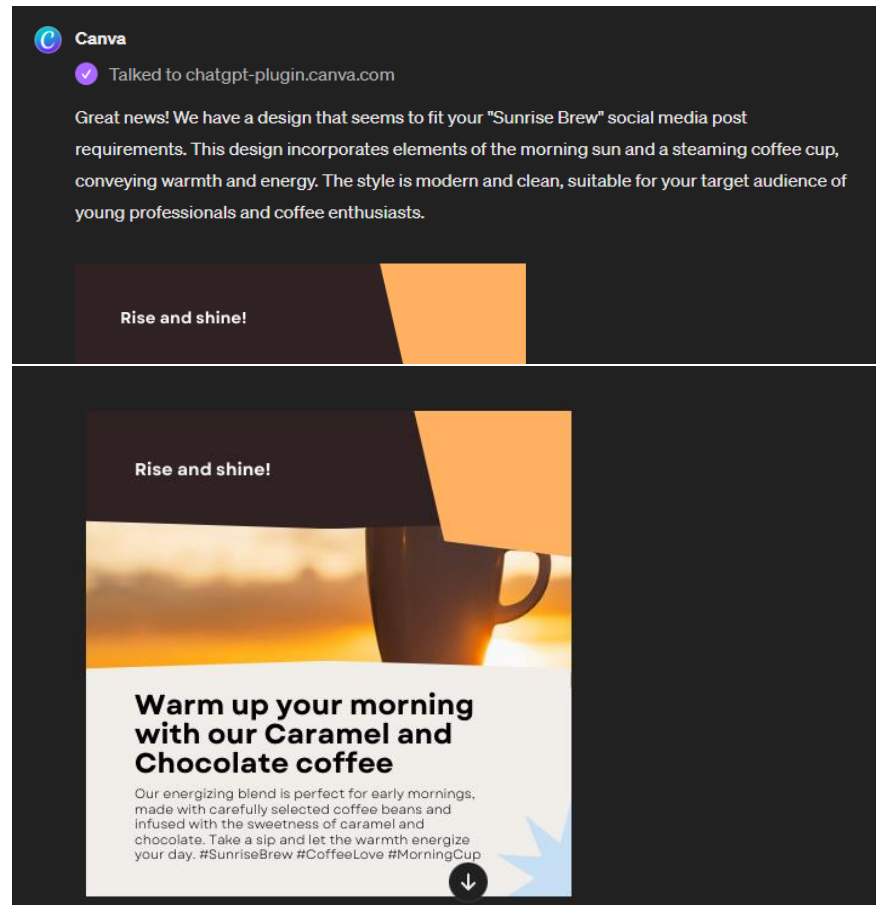 Canva
Talked to chatgpt-plugin.canva.com
Great news! We have a design that seems to fit your "Sunrise Brew" social media post
requirements. This design incorporates elements of the morning sun and a steaming coffee cup,
conveying warmth and energy. The style is modern and clean, suitable for your target audience of
young professionals and coffee enthusiasts.
Rise and shine!
Rise and shine!
Warm up your morning
with our Caramel and
Chocolate coffee
Our energizing blend is perfect for early mornings,
made with carefully selected coffee beans and
infused with the sweetness of caramel and
chocolate. Take a sip and let the warmth energize
your day. #SunriseBrew #CoffeeLove #MorningCup